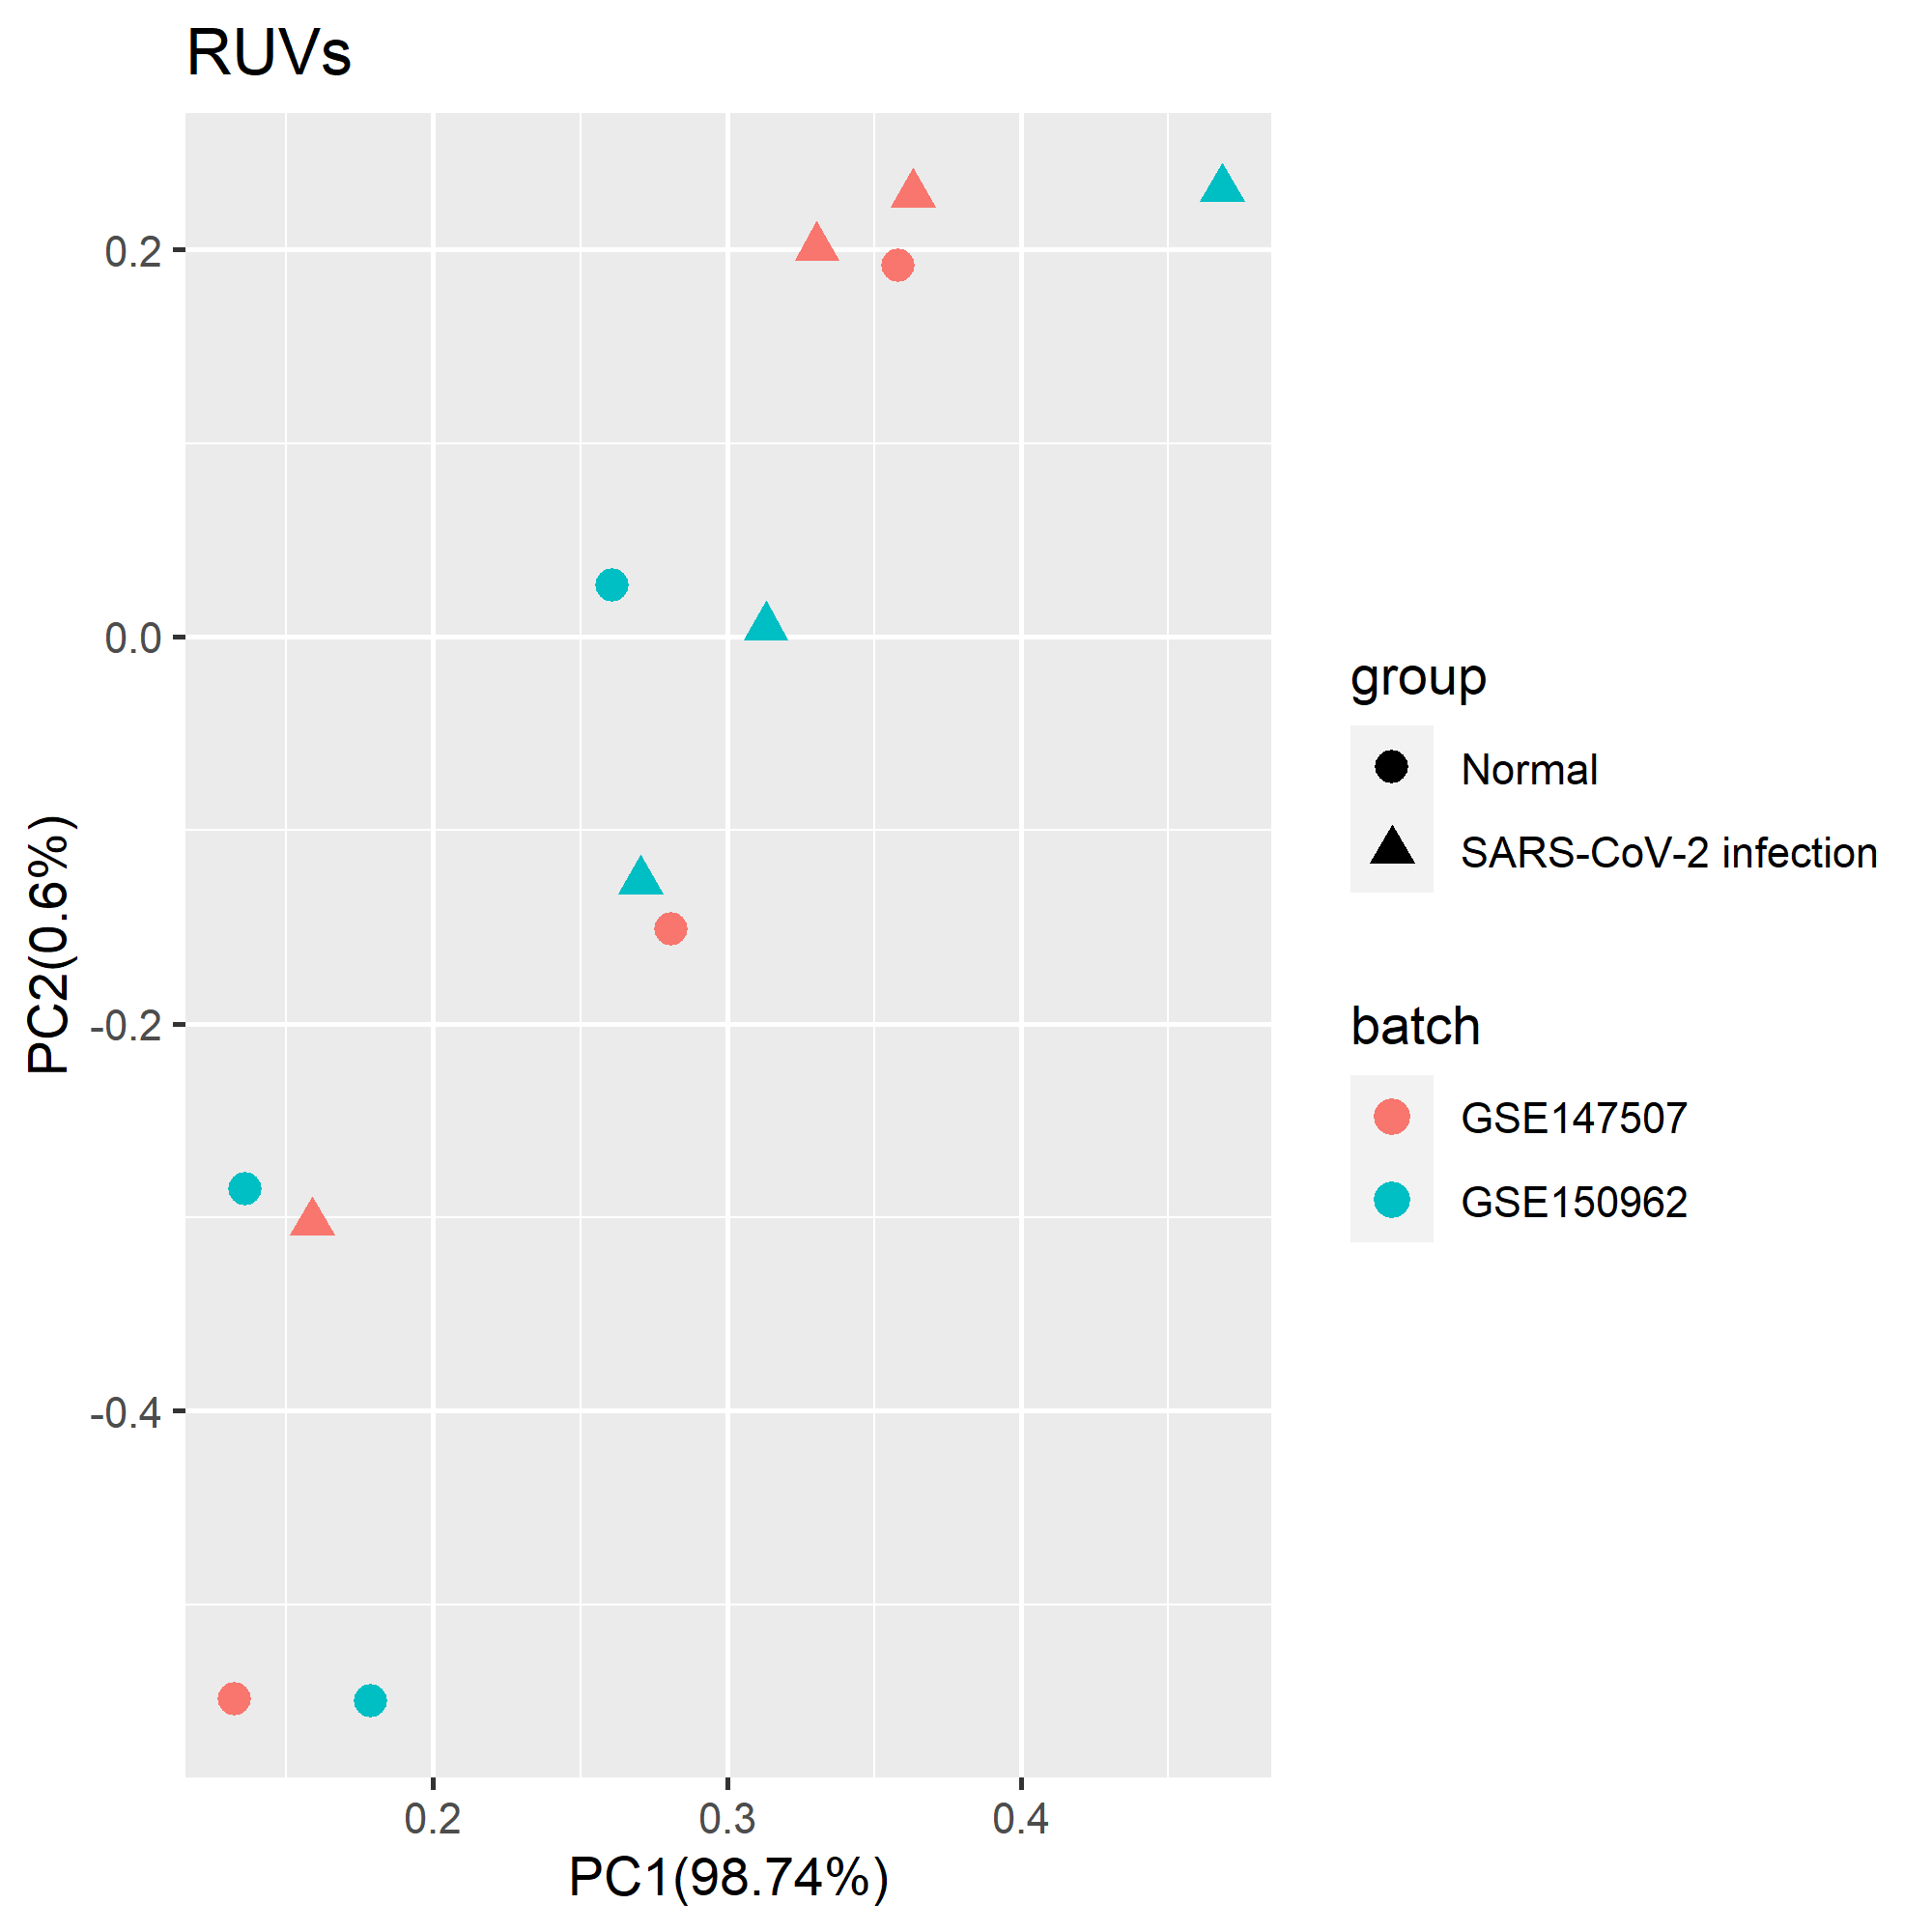 RUVs
0.2
0.0
-0.2
-0.4
PC2(0.6%)
0.2
0.3
0.4
PC1(98.74%)
group
Normal
SARS-CoV-2 infection
batch
GSE147507
GSE150962